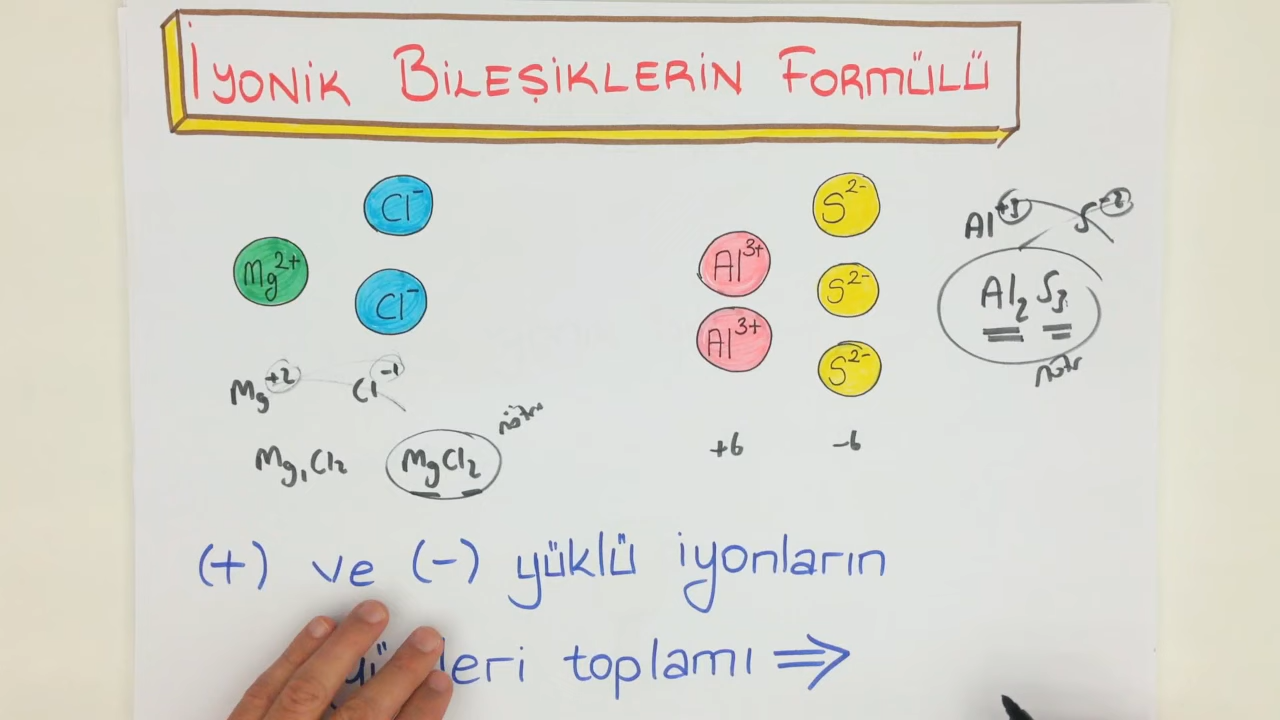 İYONİK BİLEŞİKLERİN FORMÜLÜ
Cl⁻
Mg²⁺
Cl⁻
Mg⁺² Cl⁻¹
Mg₁Cl₂ MgCl₂ nötr
S²⁻
Al³⁺
S²⁻
Al³⁺
S²⁻
+6 -6
Al⁺³ S⁻²
Al₂S₃
nötr
(+) ve (-) yüklü iyonların
toplamı ⇒